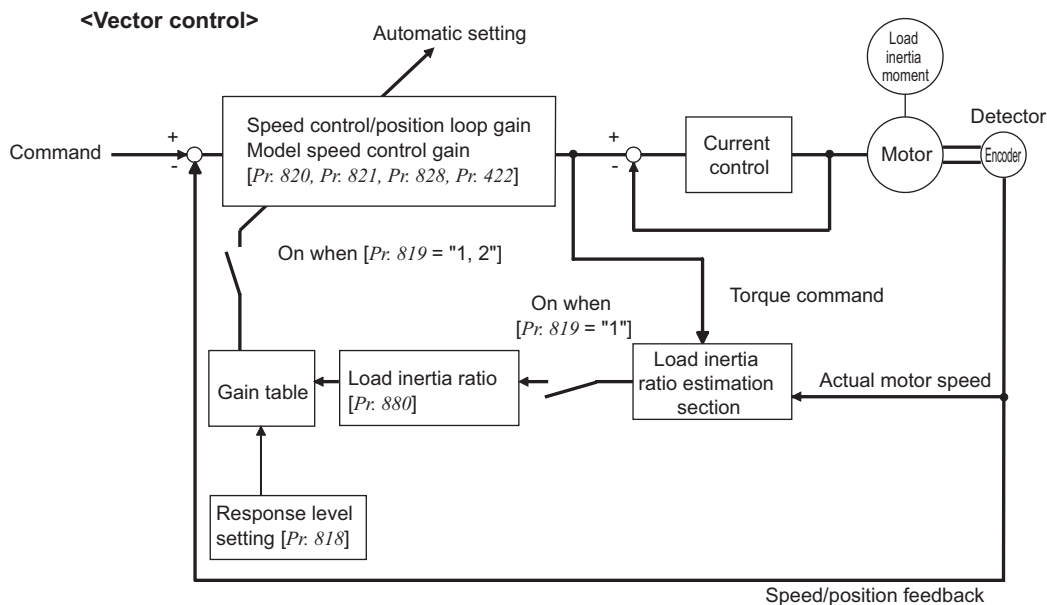 <Vector control>
Automatic setting
Load
inertia
moment
Detector
Command
+
-
Speed control/position loop gain
Model speed control gain
[Pr. 820, Pr. 821, Pr. 828, Pr. 422]
+
-
Current
control
Motor
Encoder
On when [Pr. 819 = "1, 2"]
On when
[Pr. 819 = "1"]
Torque command
Gain table
Load inertia ratio
[Pr. 880]
Load inertia
ratio estimation
section
Actual motor speed
Response level
setting [Pr. 818]
Speed/position feedback